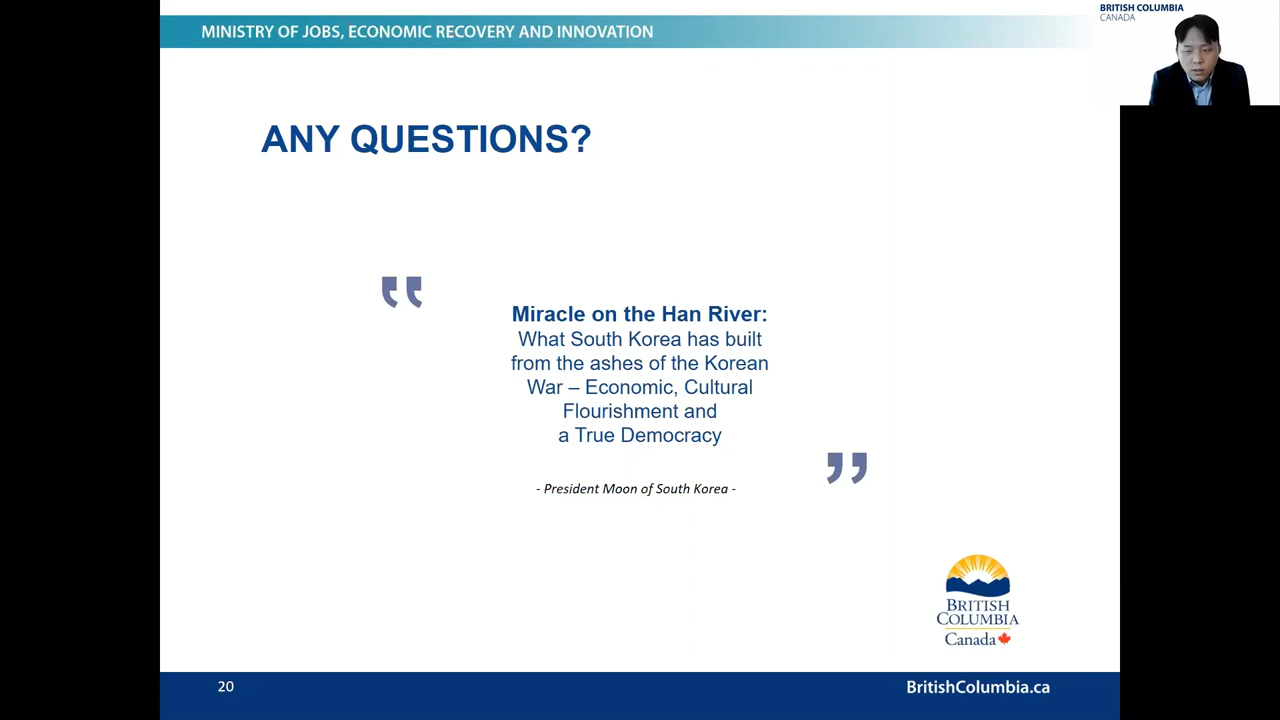 BRITISH COLUMBIA
CANADA
MINISTRY OF JOBS, ECONOMIC RECOVERY AND INNOVATION
ANY QUESTIONS?
"
Miracle on the Han River:
What South Korea has built
from the ashes of the Korean
War – Economic, Cultural
Flourishment and
a True Democracy
"
- President Moon of South Korea -
BRITISH
COLUMBIA
Canada
20
BritishColumbia.ca